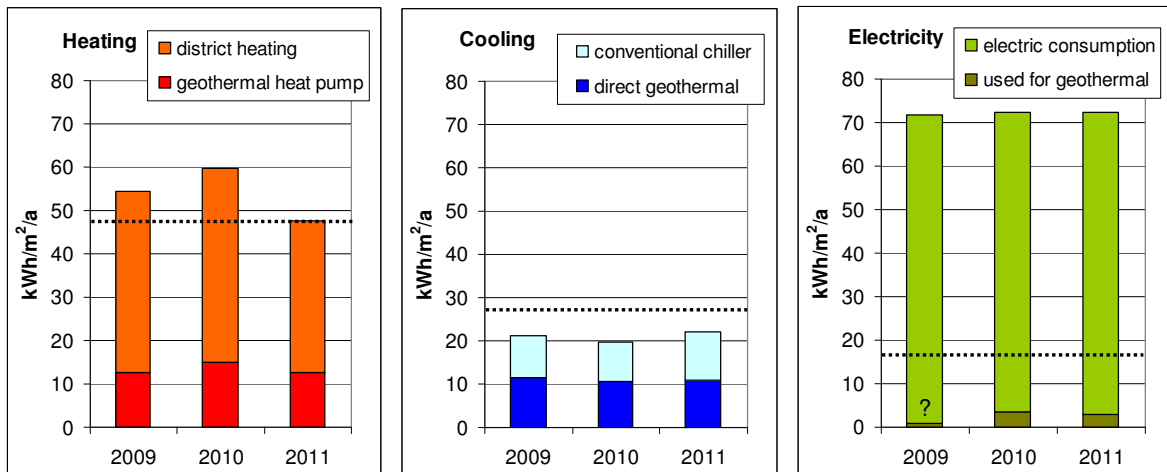 Heating
district heating
geothermal heat pump
80
70
60
50
40
30
20
10
0
kWh/m²/a
2009 2010 2011
Cooling
conventional chiller
direct geothermal
80
70
60
50
40
30
20
10
0
kWh/m²/a
2009 2010 2011
Electricity
electric consumption
used for geothermal
80
70
60
50
40
30
20
10
0
kWh/m²/a
?
2009 2010 2011